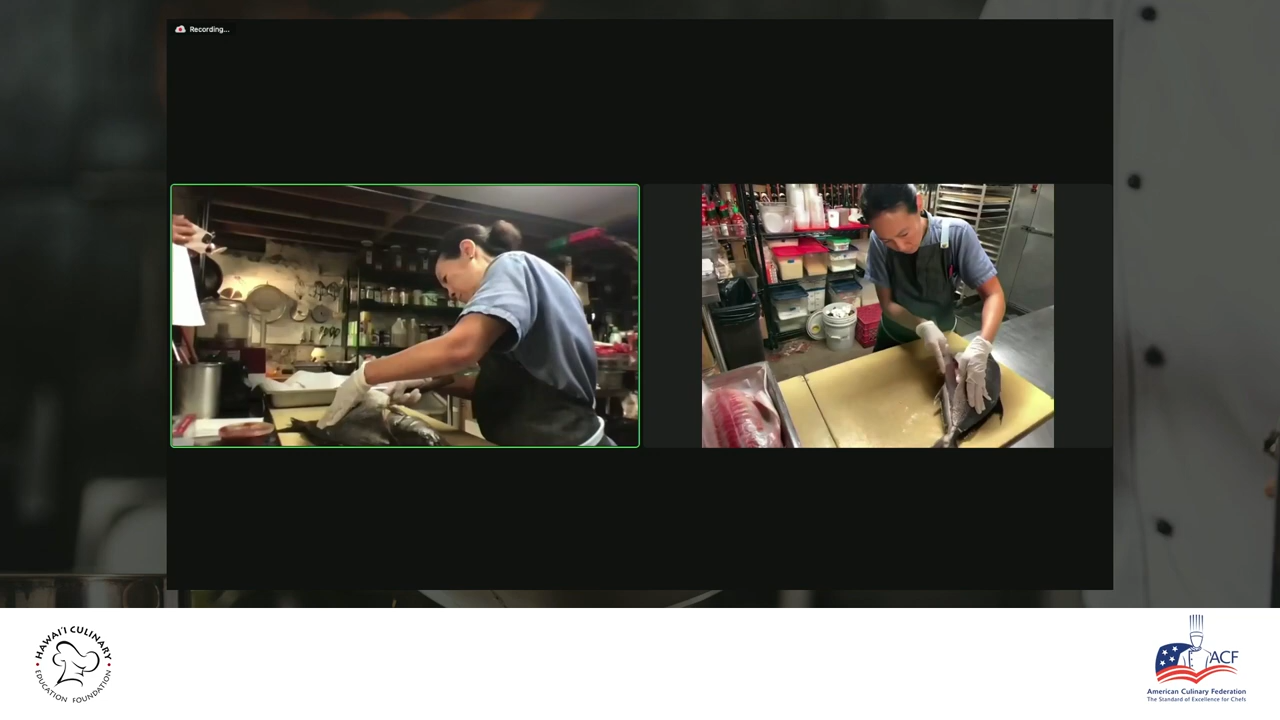 Recording...
HAWAI'I CULINARY
EDUCATION FOUNDATION
ACF
American Culinary Federation
The Standard of Excellence for Chefs